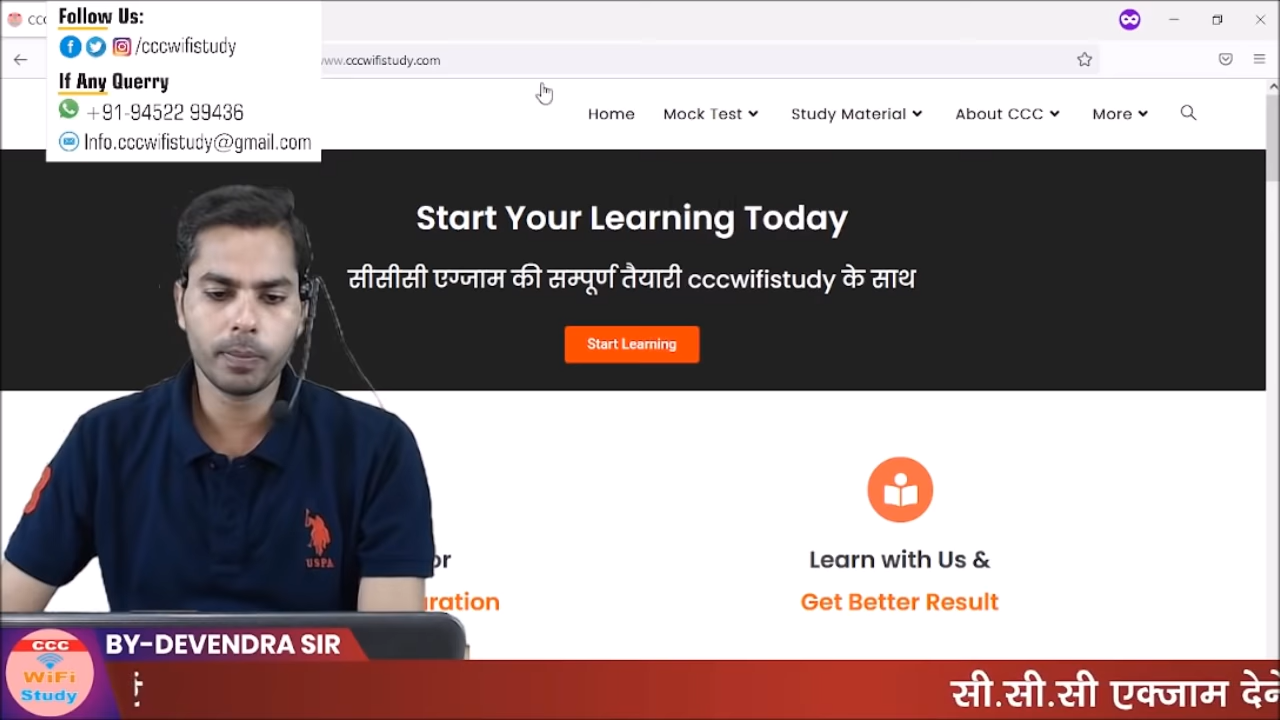 Follow Us:
/cccwifistudy
If Any Querry
+91-94522 99436
Info.cccwifistudy@gmail.com
www.cccwifistudy.com
Home Mock Test Study Material About CCC More
Start Your Learning Today
सीसीसी एग्जाम की सम्पूर्ण तैयारी cccwifistudy के साथ
Start Learning
Learn with Us &
Get Better Result
USPA
BY-DEVENDRA SIR
CCC
WiFi
Study
सी.सी.सी एक्जाम